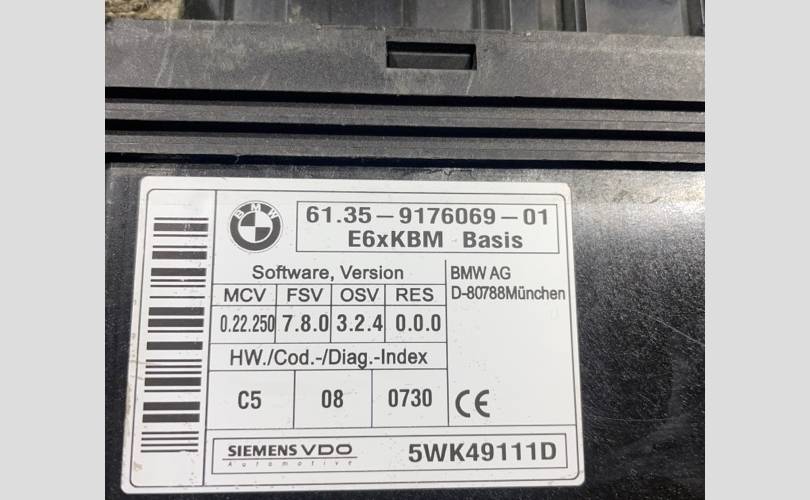 BMW
61.35-9176069-01
E6xKBM Basis
Software, Version
MCV FSV OSV RES
0.22.250 7.8.0 3.2.4 0.0.0
BMW AG
D-80788München
HW./Cod.-/Diag.-Index
C5 08 0730
CE
SIEMENS VDO
Automotive
5WK49111D